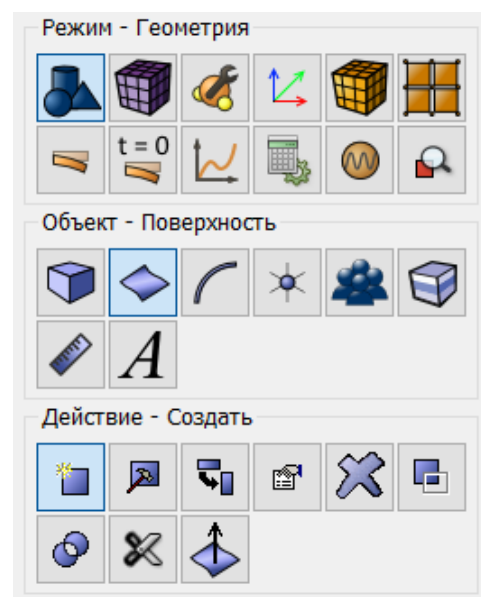 Режим - Геометрия
t = 0
Объект - Поверхность
A
Действие - Создать